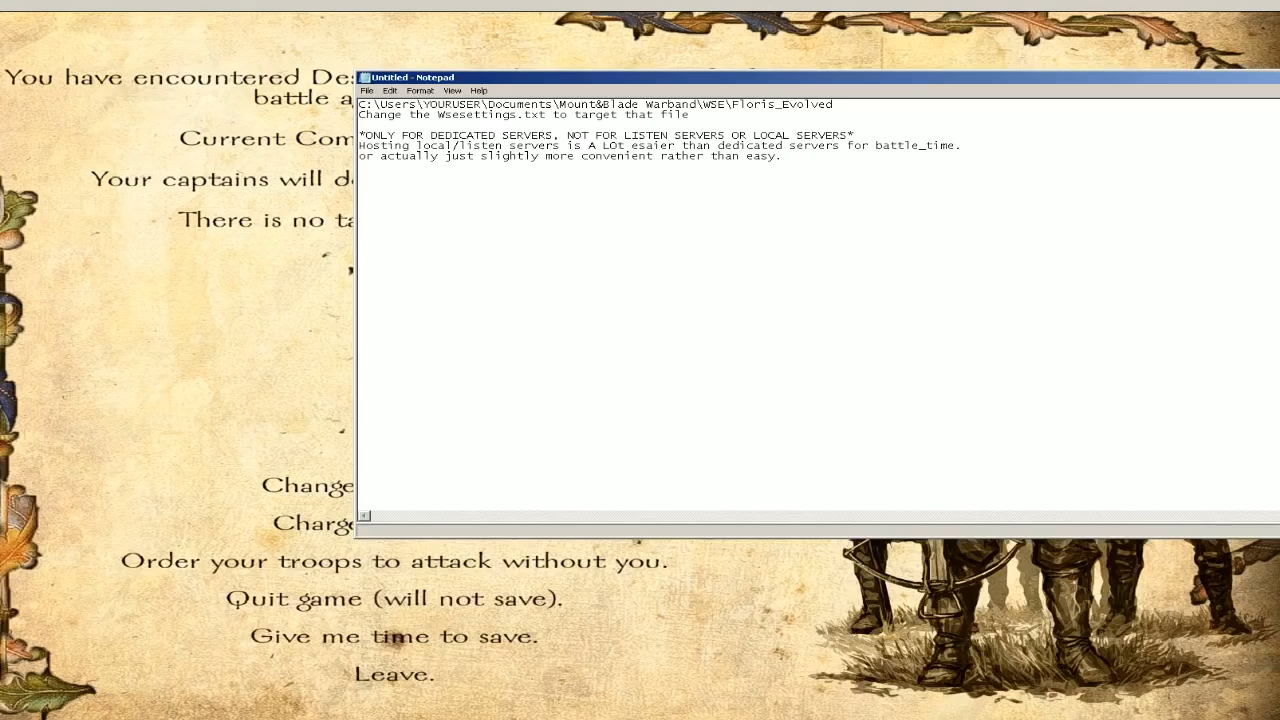 You have encountered Des
battle a
Current Com
Your captains will de
There is no ta
Untitled - Notepad
File Edit Format View Help
C:\Users\YOURUSER\Documents\Mount&Blade Warband\WSE\Floris_Evolved
Change the Wsesettings.txt to target that file
*ONLY FOR DEDICATED SERVERS, NOT FOR LISTEN SERVERS OR LOCAL SERVERS*
Hosting local/listen servers is A LOt esaier than dedicated servers for battle_time.
or actually just slightly more convenient rather than easy.
Change
Charge
Order your troops to attack without you.
Quit game (will not save).
Give me time to save.
Leave.